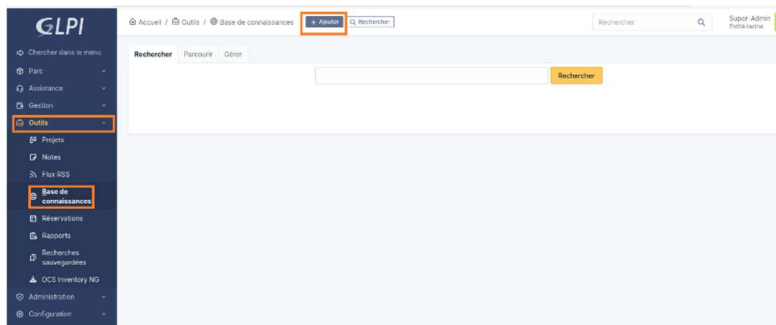 GLPI
Accueil / Outils / Base de connaissances
+ Ajouter
Rechercher
Rechercher
Super-Admin
Entité racine
Chercher dans le menu
Parc
Assistance
Gestion
Outils
Projets
Notes
Flux RSS
Base de
connaissances
Réservations
Rapports
Recherches
sauvegardées
OCS Inventory NG
Administration
Configuration
Rechercher Parcourir Gérer
Rechercher